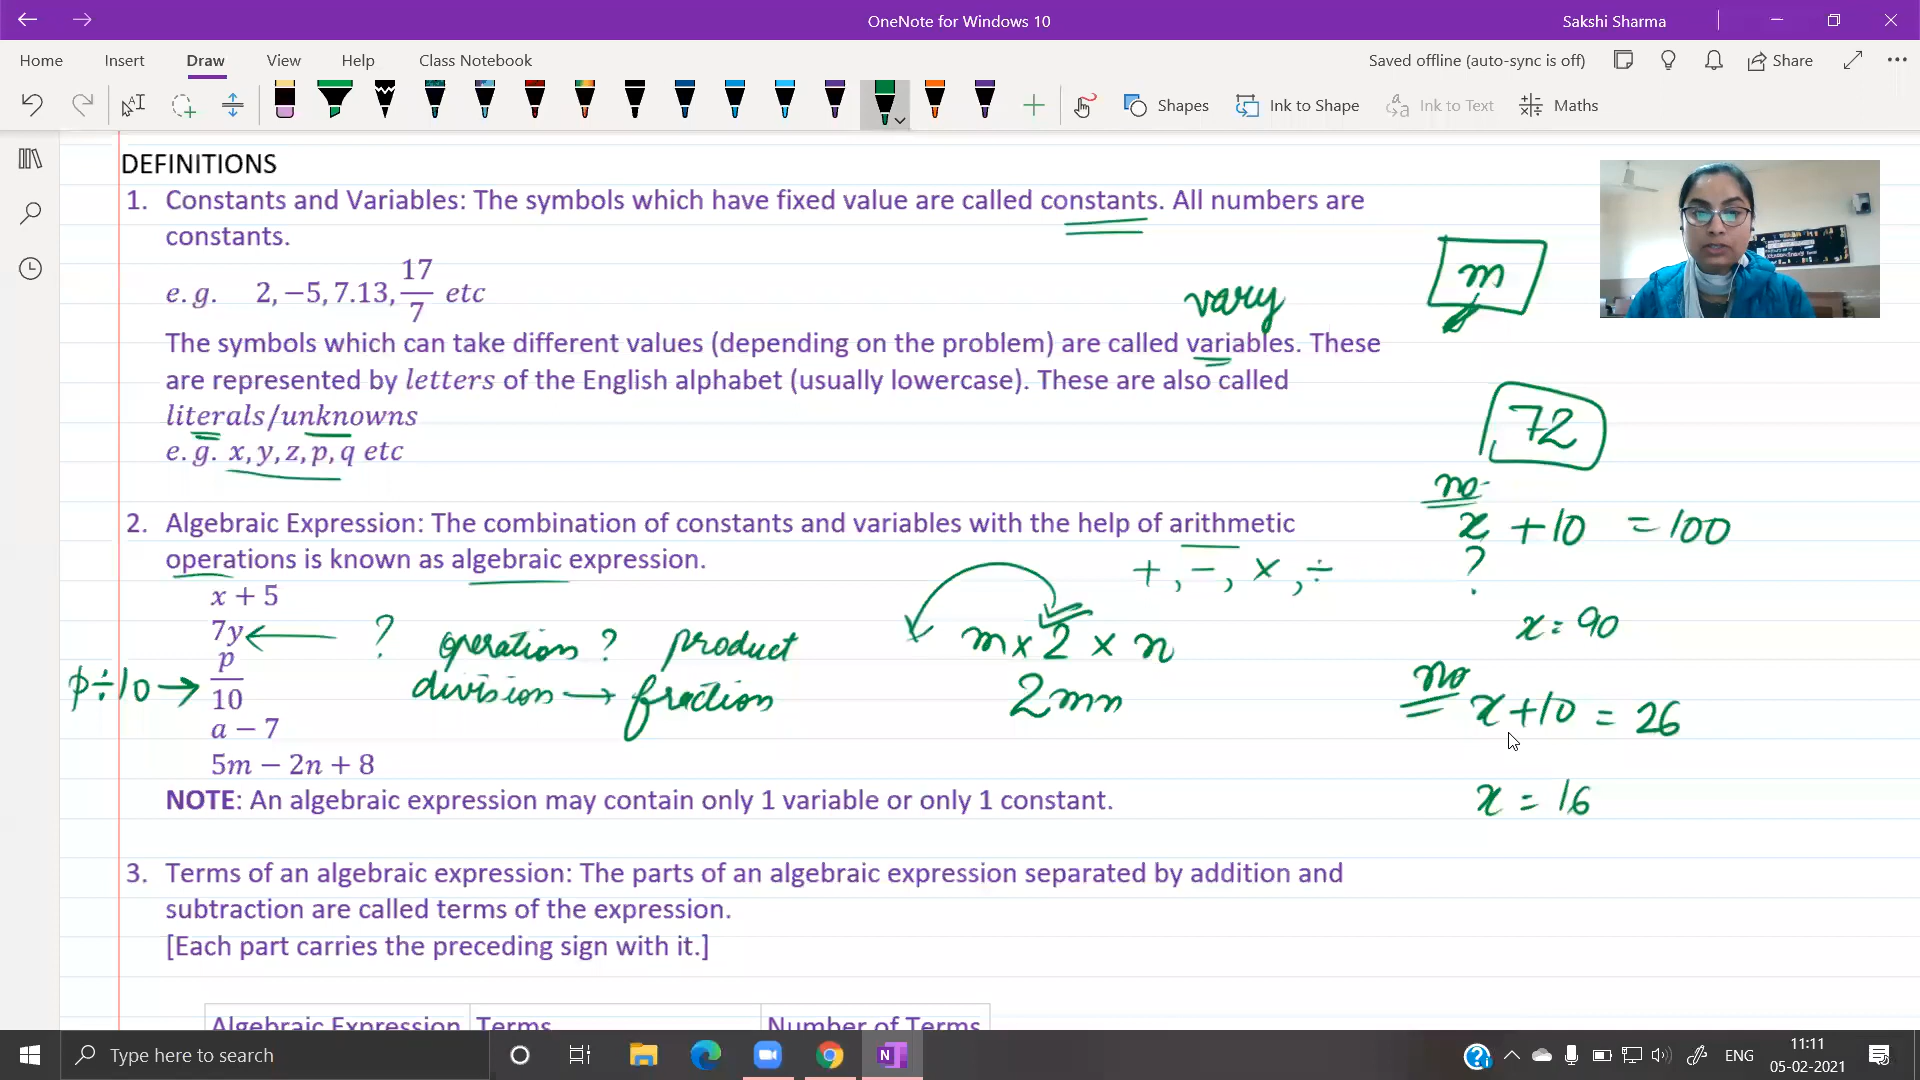 OneNote for Windows 10
Sakshi Sharma
Home Insert Draw View Help Class Notebook
Saved offline (auto-sync is off) Share
Shapes Ink to Shape Ink to Text Maths
DEFINITIONS
1. Constants and Variables: The symbols which have fixed value are called constants. All numbers are
constants.
e.g. 2, −5, 7.13, 17/7 etc
vary
m
The symbols which can take different values (depending on the problem) are called variables. These
are represented by letters of the English alphabet (usually lowercase). These are also called
literals/unknowns
e.g. x, y, z, p, q etc
72
no.
x + 10 = 100
?
2. Algebraic Expression: The combination of constants and variables with the help of arithmetic
operations is known as algebraic expression.
+ , − , × , ÷
x + 5
x = 90
7y ← ? operation ? product
m × 2 × n
p ÷ 10 → p/10
division → fraction
2mn
no
x + 10 = 26
a − 7
5m − 2n + 8
x = 16
NOTE: An algebraic expression may contain only 1 variable or only 1 constant.
3. Terms of an algebraic expression: The parts of an algebraic expression separated by addition and
subtraction are called terms of the expression.
[Each part carries the preceding sign with it.]
Algebraic Expression Terms Number of Terms
Type here to search
ENG
11:11
05-02-2021